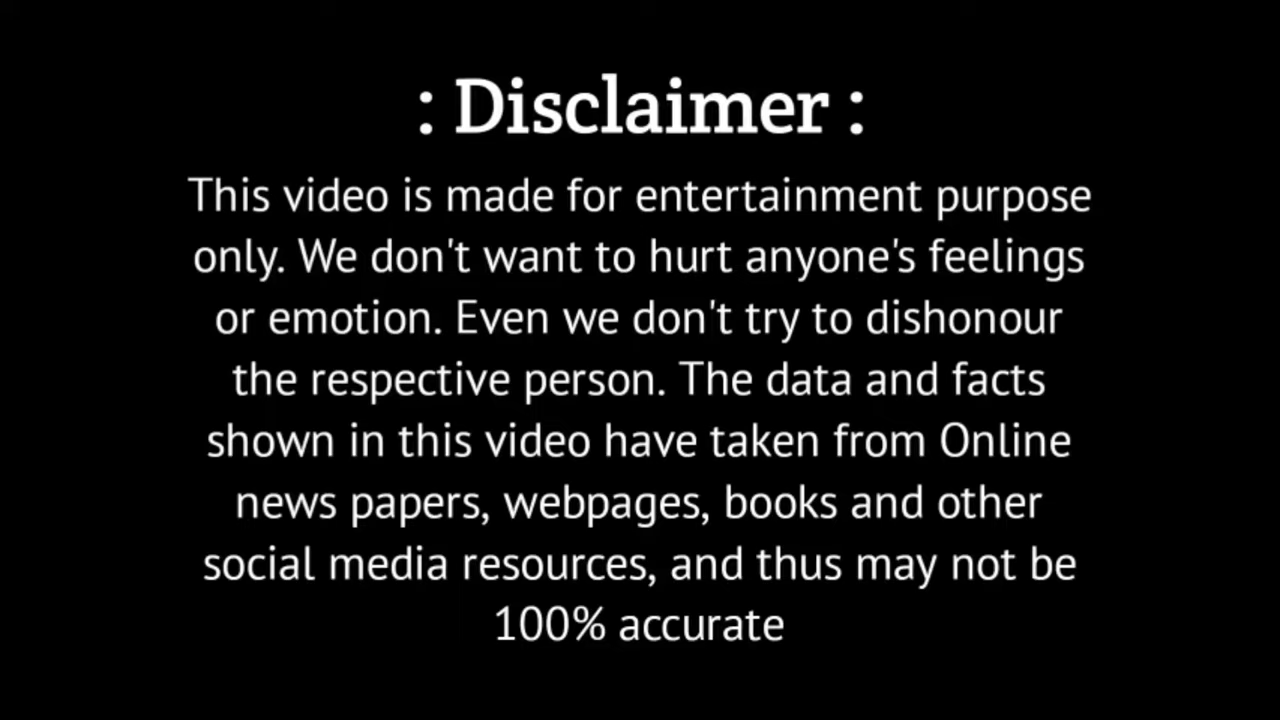 : Disclaimer :
This video is made for entertainment purpose
only. We don't want to hurt anyone's feelings
or emotion. Even we don't try to dishonour
the respective person. The data and facts
shown in this video have taken from Online
news papers, webpages, books and other
social media resources, and thus may not be
100% accurate